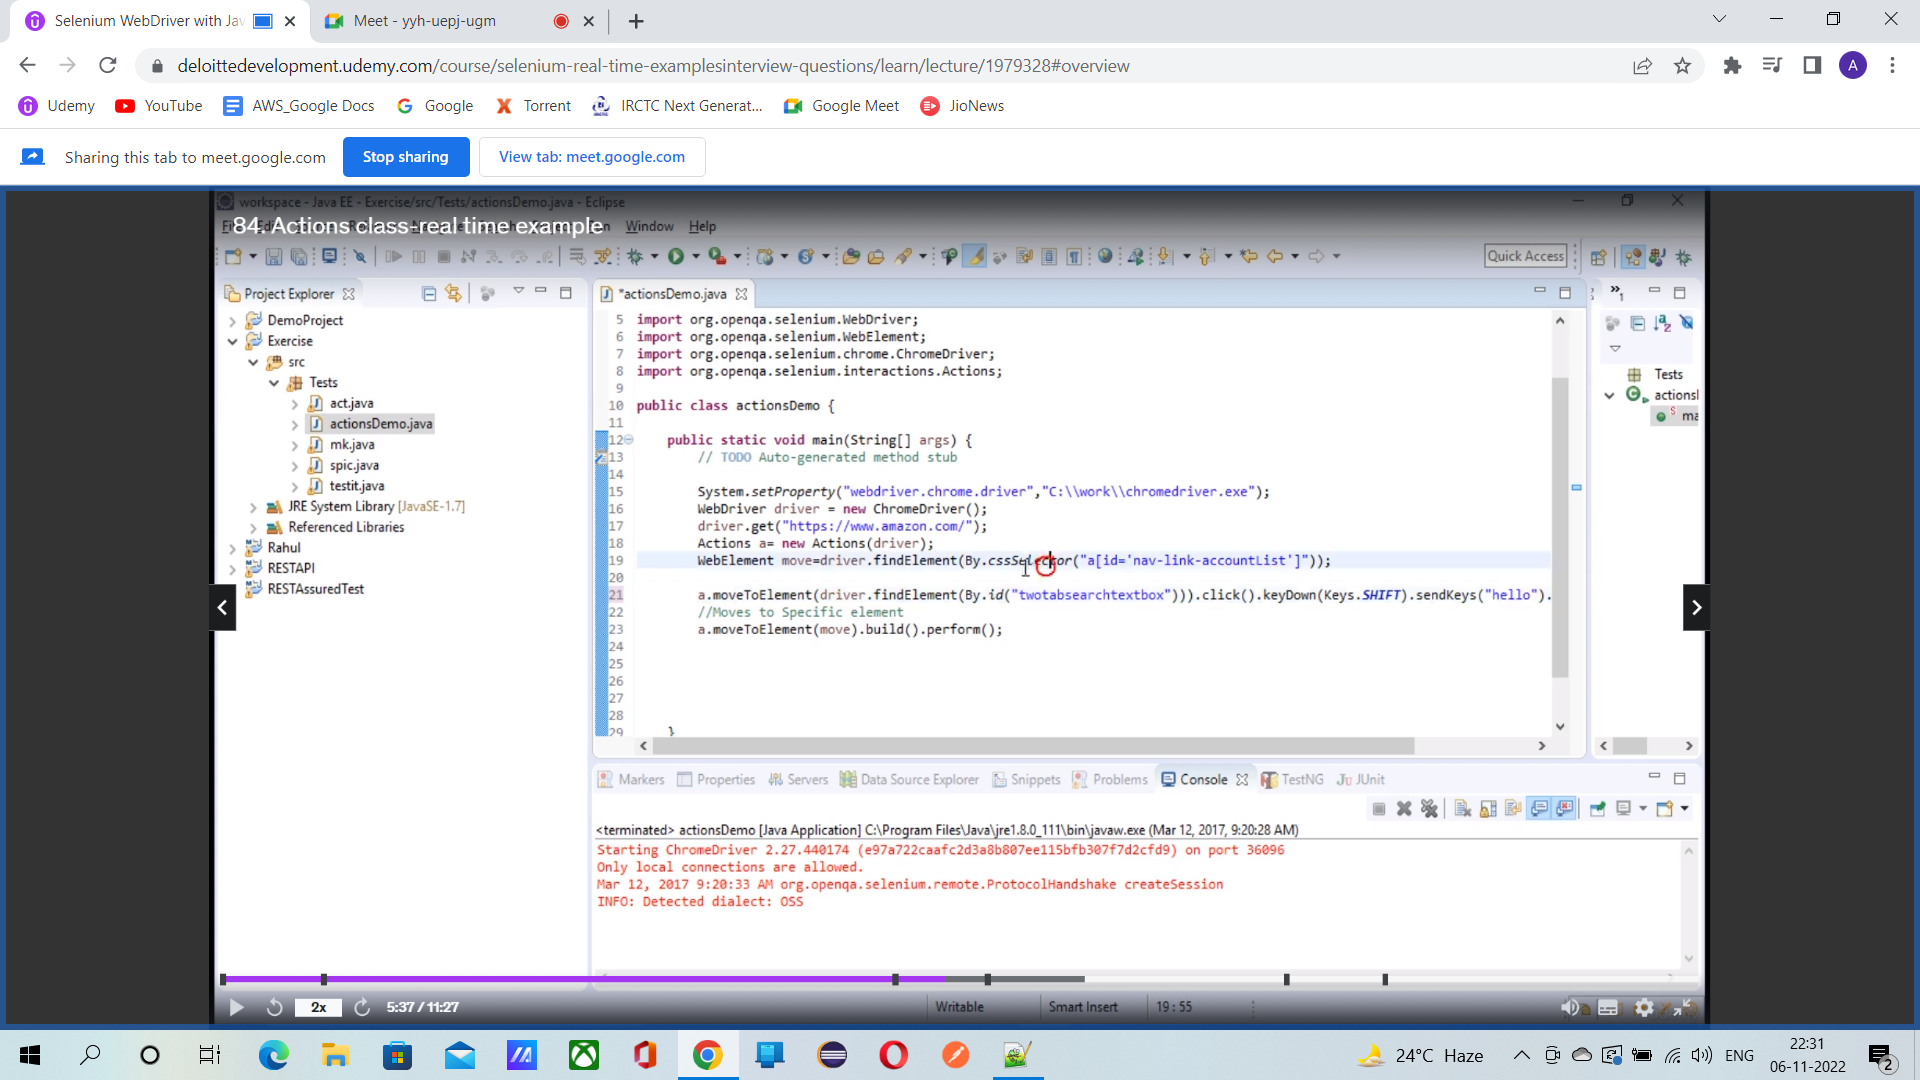 Selenium WebDriver with Jav
Meet - yyh-uepj-ugm
deloittedevelopment.udemy.com/course/selenium-real-time-examplesinterview-questions/learn/lecture/1979328#overview
A
Udemy
YouTube
AWS_Google Docs
Google
Torrent
IRCTC Next Generat...
Google Meet
JioNews
Sharing this tab to meet.google.com
Stop sharing
View tab: meet.google.com
workspace - Java EE - Exercise/src/Tests/actionsDemo.java - Eclipse
84. Actions class-real time example
Window Help
Quick Access
Project Explorer
*actionsDemo.java
DemoProject
Exercise
src
Tests
act.java
actionsDemo.java
mk.java
spic.java
testit.java
JRE System Library [JavaSE-1.7]
Referenced Libraries
Rahul
RESTAPI
RESTAssuredTest
5 import org.openqa.selenium.WebDriver;
6 import org.openqa.selenium.WebElement;
7 import org.openqa.selenium.chrome.ChromeDriver;
8 import org.openqa.selenium.interactions.Actions;
9
10 public class actionsDemo {
11
12 public static void main(String[] args) {
13 // TODO Auto-generated method stub
14
15 System.setProperty("webdriver.chrome.driver","C:\\work\\chromedriver.exe");
16 WebDriver driver = new ChromeDriver();
17 driver.get("https://www.amazon.com/");
18 Actions a= new Actions(driver);
19 WebElement move=driver.findElement(By.cssSelector("a[id='nav-link-accountList']"));
20
21 a.moveToElement(driver.findElement(By.id("twotabsearchtextbox"))).click().keyDown(Keys.SHIFT).sendKeys("hello").
22 //Moves to Specific element
23 a.moveToElement(move).build().perform();
24
25
26
27
28
29 }
Tests
actionsl
ma
Markers
Properties
Servers
Data Source Explorer
Snippets
Problems
Console
TestNG
Ju JUnit
<terminated> actionsDemo [Java Application] C:\Program Files\Java\jre1.8.0_111\bin\javaw.exe (Mar 12, 2017, 9:20:28 AM)
Starting ChromeDriver 2.27.440174 (e97a722caafc2d3a8b807ee115bfb307f7d2cfd9) on port 36096
Only local connections are allowed.
Mar 12, 2017 9:20:33 AM org.openqa.selenium.remote.ProtocolHandshake createSession
INFO: Detected dialect: OSS
2x
5:37 / 11:27
Writable
Smart Insert
19 : 55
24°C Haze
ENG
22:31
06-11-2022
2